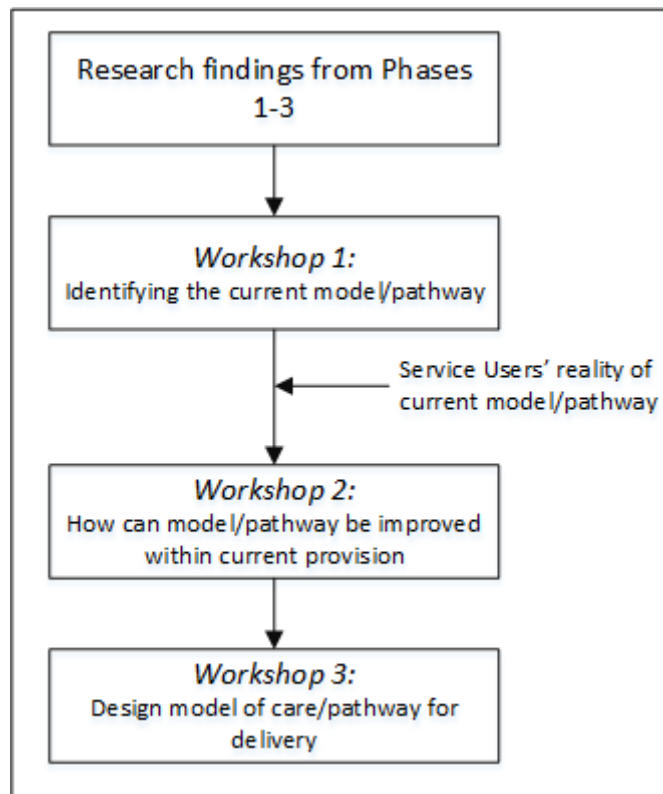 Research findings from Phases
1-3
Workshop 1:
Identifying the current model/pathway
Service Users' reality of
current model/pathway
Workshop 2:
How can model/pathway be improved
within current provision
Workshop 3:
Design model of care/pathway for
delivery